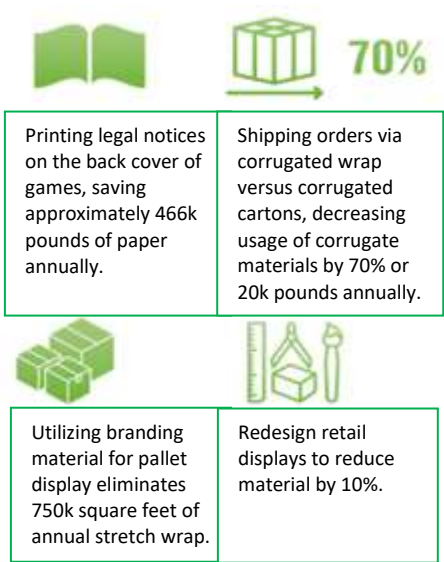 70%
Printing legal notices
on the back cover of
games, saving
approximately 466k
pounds of paper
annually.
Shipping orders via
corrugated wrap
versus corrugated
cartons, decreasing
usage of corrugate
materials by 70% or
20k pounds annually.
Utilizing branding
material for pallet
display eliminates
750k square feet of
annual stretch wrap.
Redesign retail
displays to reduce
material by 10%.